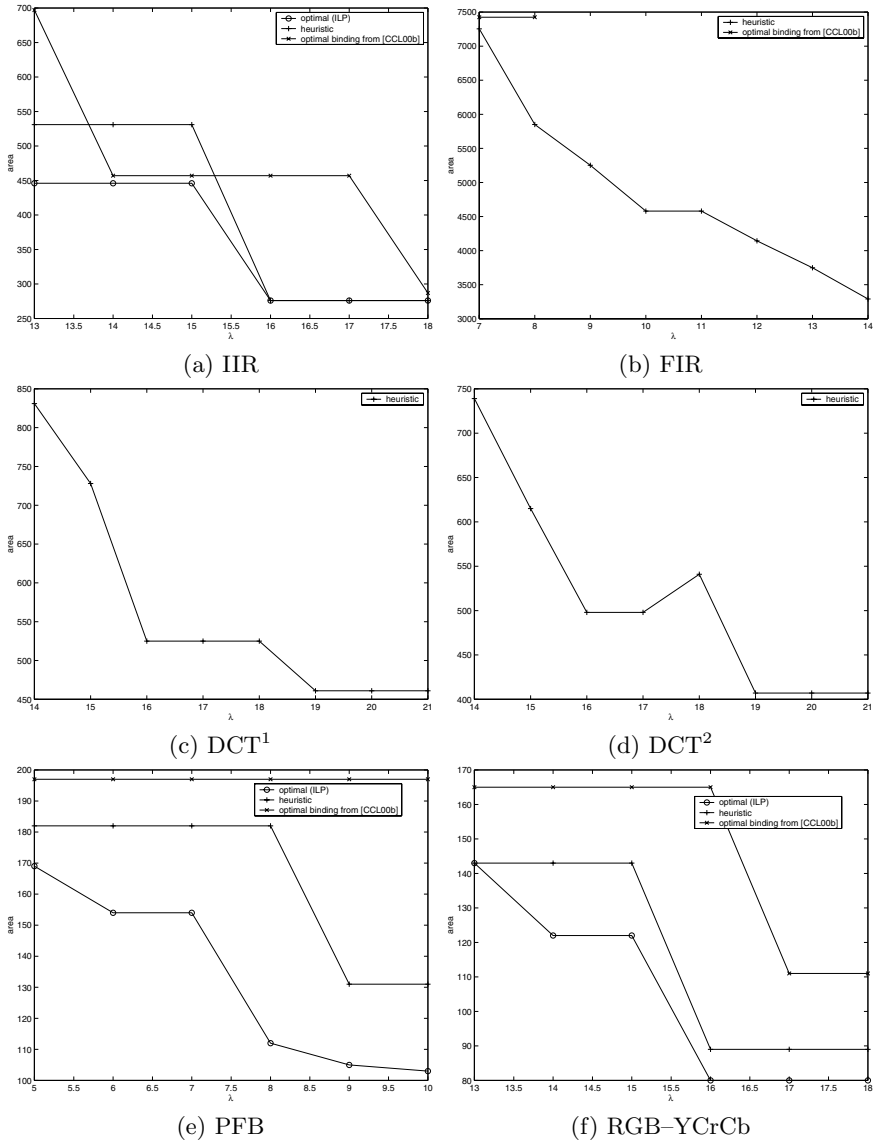 700
650
600
550
500
450
400
350
300
250
area
13 13.5 14 14.5 15 15.5 16 16.5 17 17.5 18
λ
optimal (ILP)
heuristic
optimal binding from [CCL00b]
(a) IIR
7500
7000
6500
6000
5500
5000
4500
4000
3500
3000
area
7 8 9 10 11 12 13 14
λ
heuristic
optimal binding from [CCL00b]
(b) FIR
850
800
750
700
650
600
550
500
450
area
14 15 16 17 18 19 20 21
λ
heuristic
(c) DCT¹
750
700
650
600
550
500
450
400
area
14 15 16 17 18 19 20 21
λ
heuristic
(d) DCT²
200
190
180
170
160
150
140
130
120
110
100
area
5 5.5 6 6.5 7 7.5 8 8.5 9 9.5 10
λ
optimal (ILP)
heuristic
optimal binding from [CCL00b]
(e) PFB
170
160
150
140
130
120
110
100
90
80
area
13 13.5 14 14.5 15 15.5 16 16.5 17 17.5 18
λ
optimal (ILP)
heuristic
optimal binding from [CCL00b]
(f) RGB–YCrCb